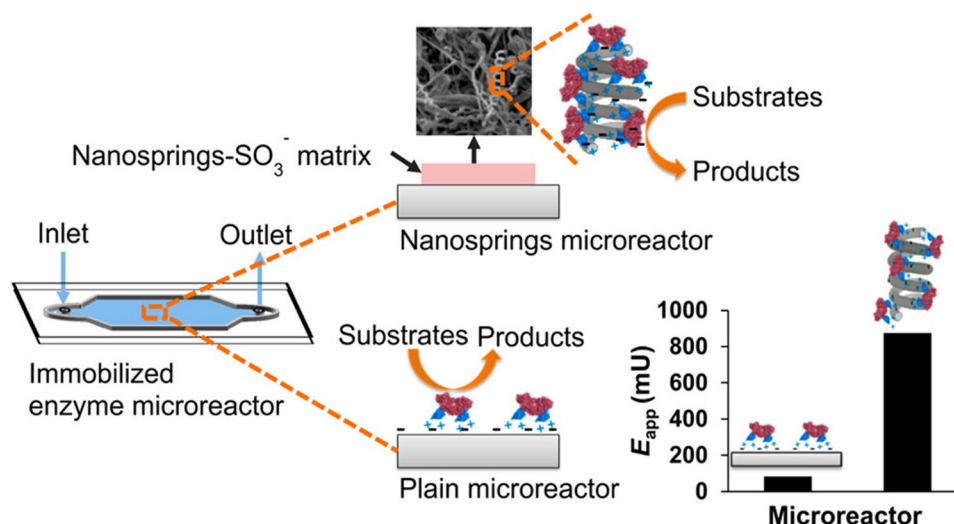 Substrates
Products
Nanosprings-SO₃⁻ matrix
Nanosprings microreactor
Inlet
Outlet
Immobilized
enzyme microreactor
Substrates Products
Plain microreactor
E_app (mU)
1000
800
600
400
200
0
Microreactor